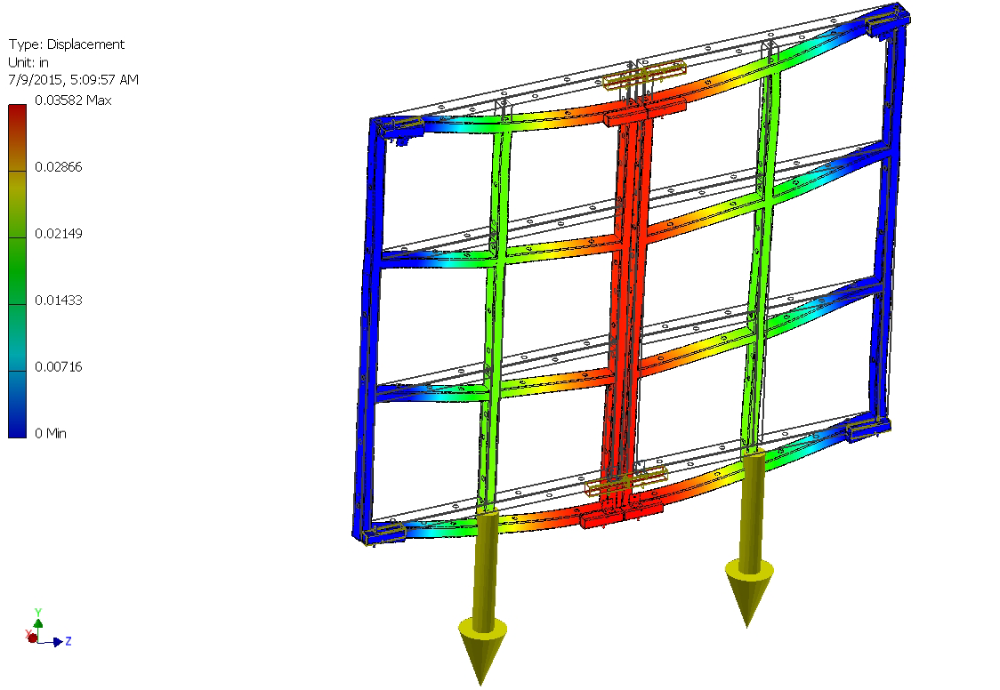 Type: Displacement
Unit: in
7/9/2015, 5:09:57 AM
0.03582 Max
0.02866
0.02149
0.01433
0.00716
0 Min
Y
X
Z